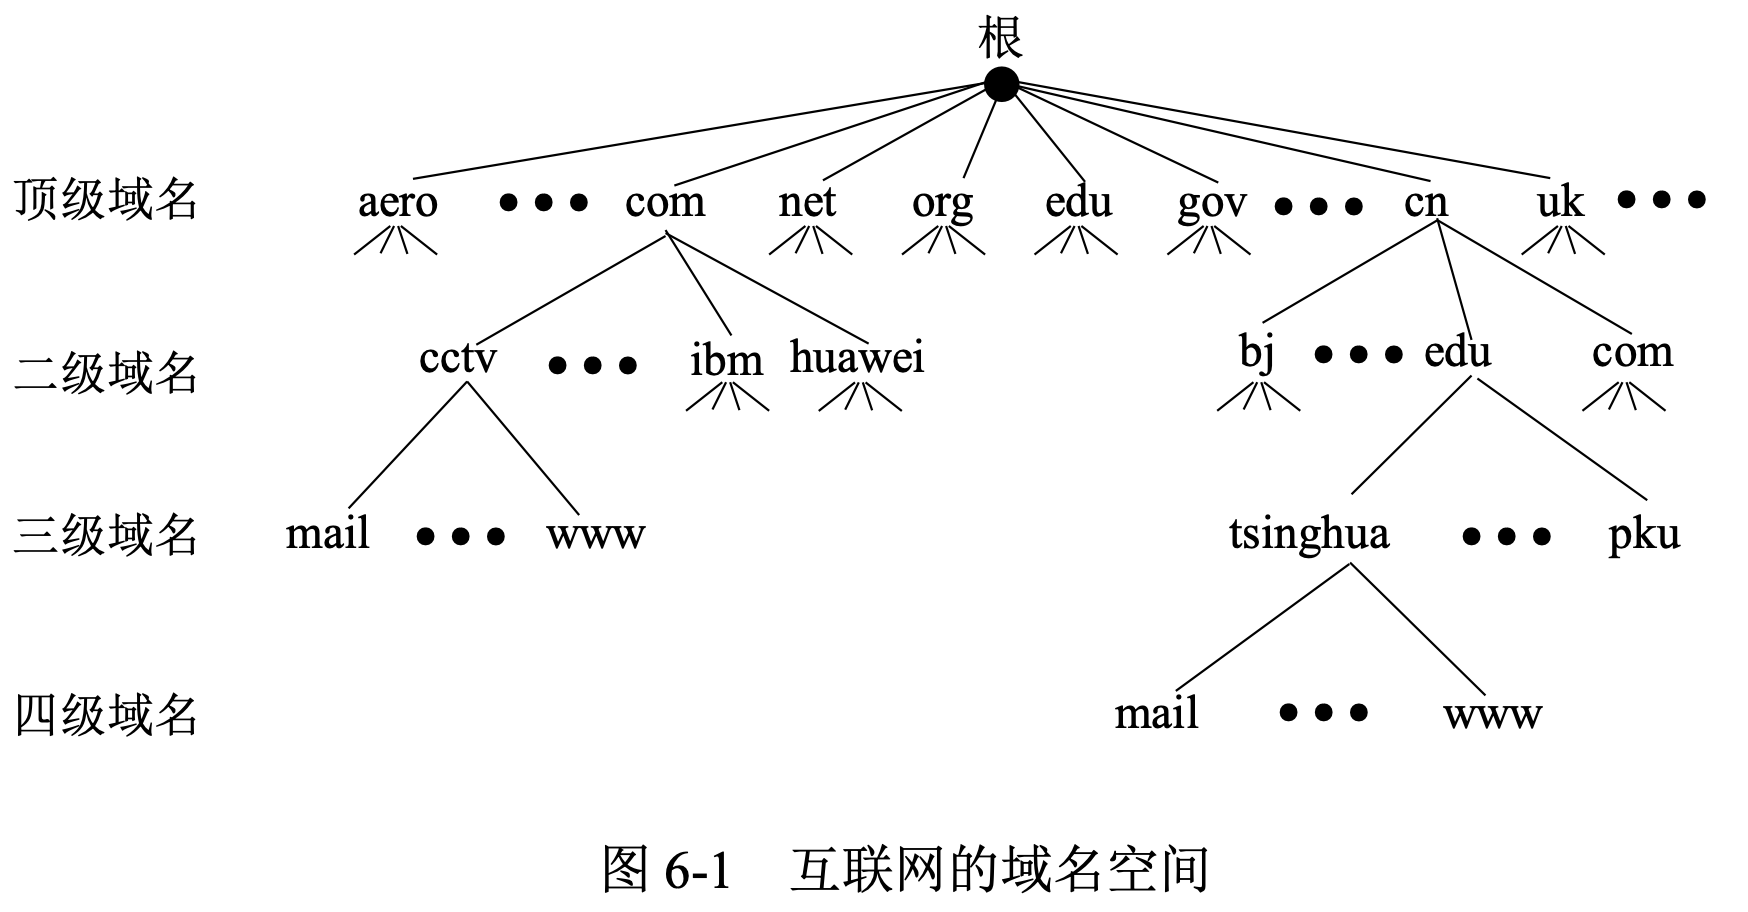 根
顶级域名 aero ••• com net org edu gov ••• cn uk •••
二级域名 cctv ••• ibm huawei bj ••• edu com
三级域名 mail ••• www tsinghua ••• pku
四级域名 mail ••• www
图 6-1 互联网的域名空间